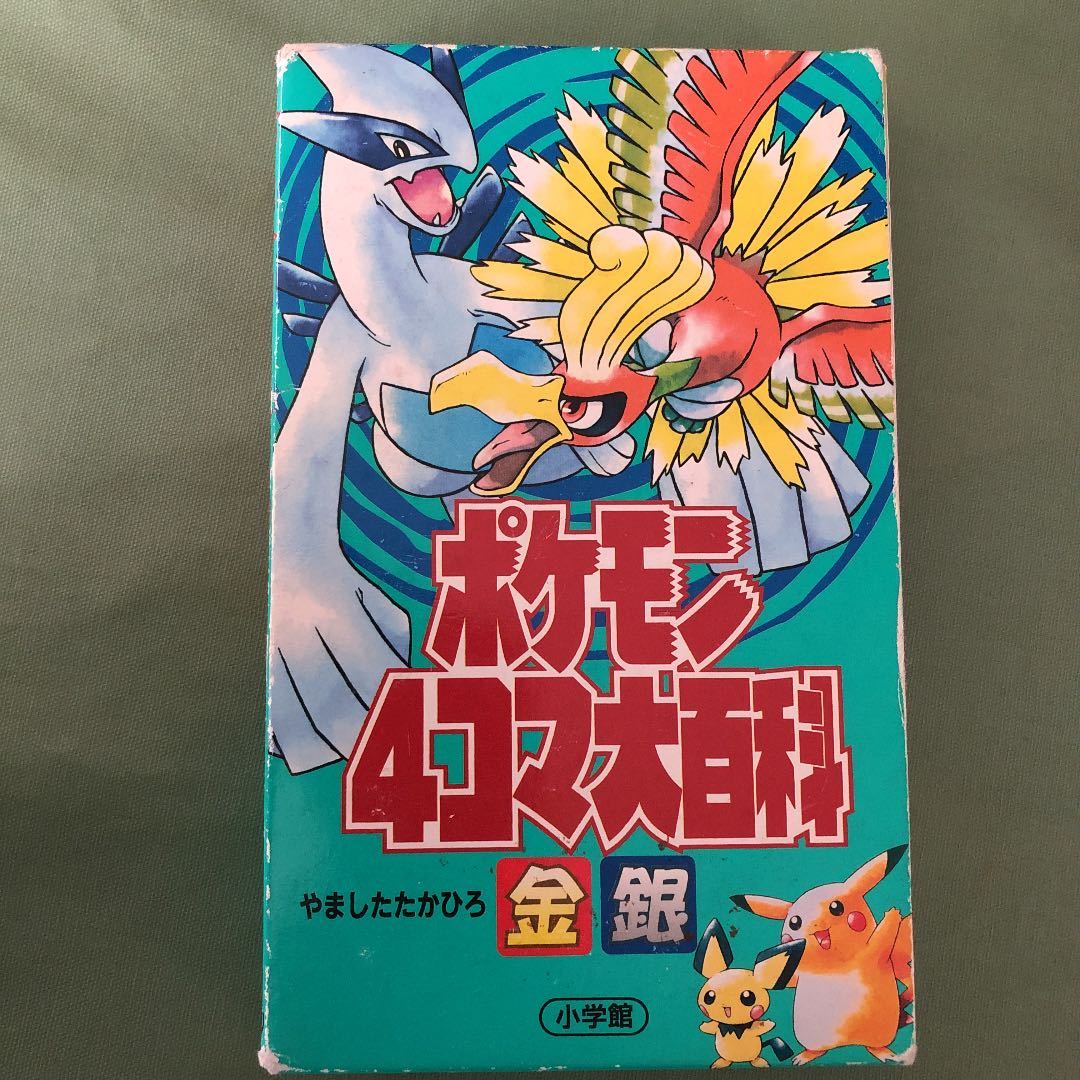 ポケモン
4コマ大百科
やましたたかひろ 金 銀
小学館